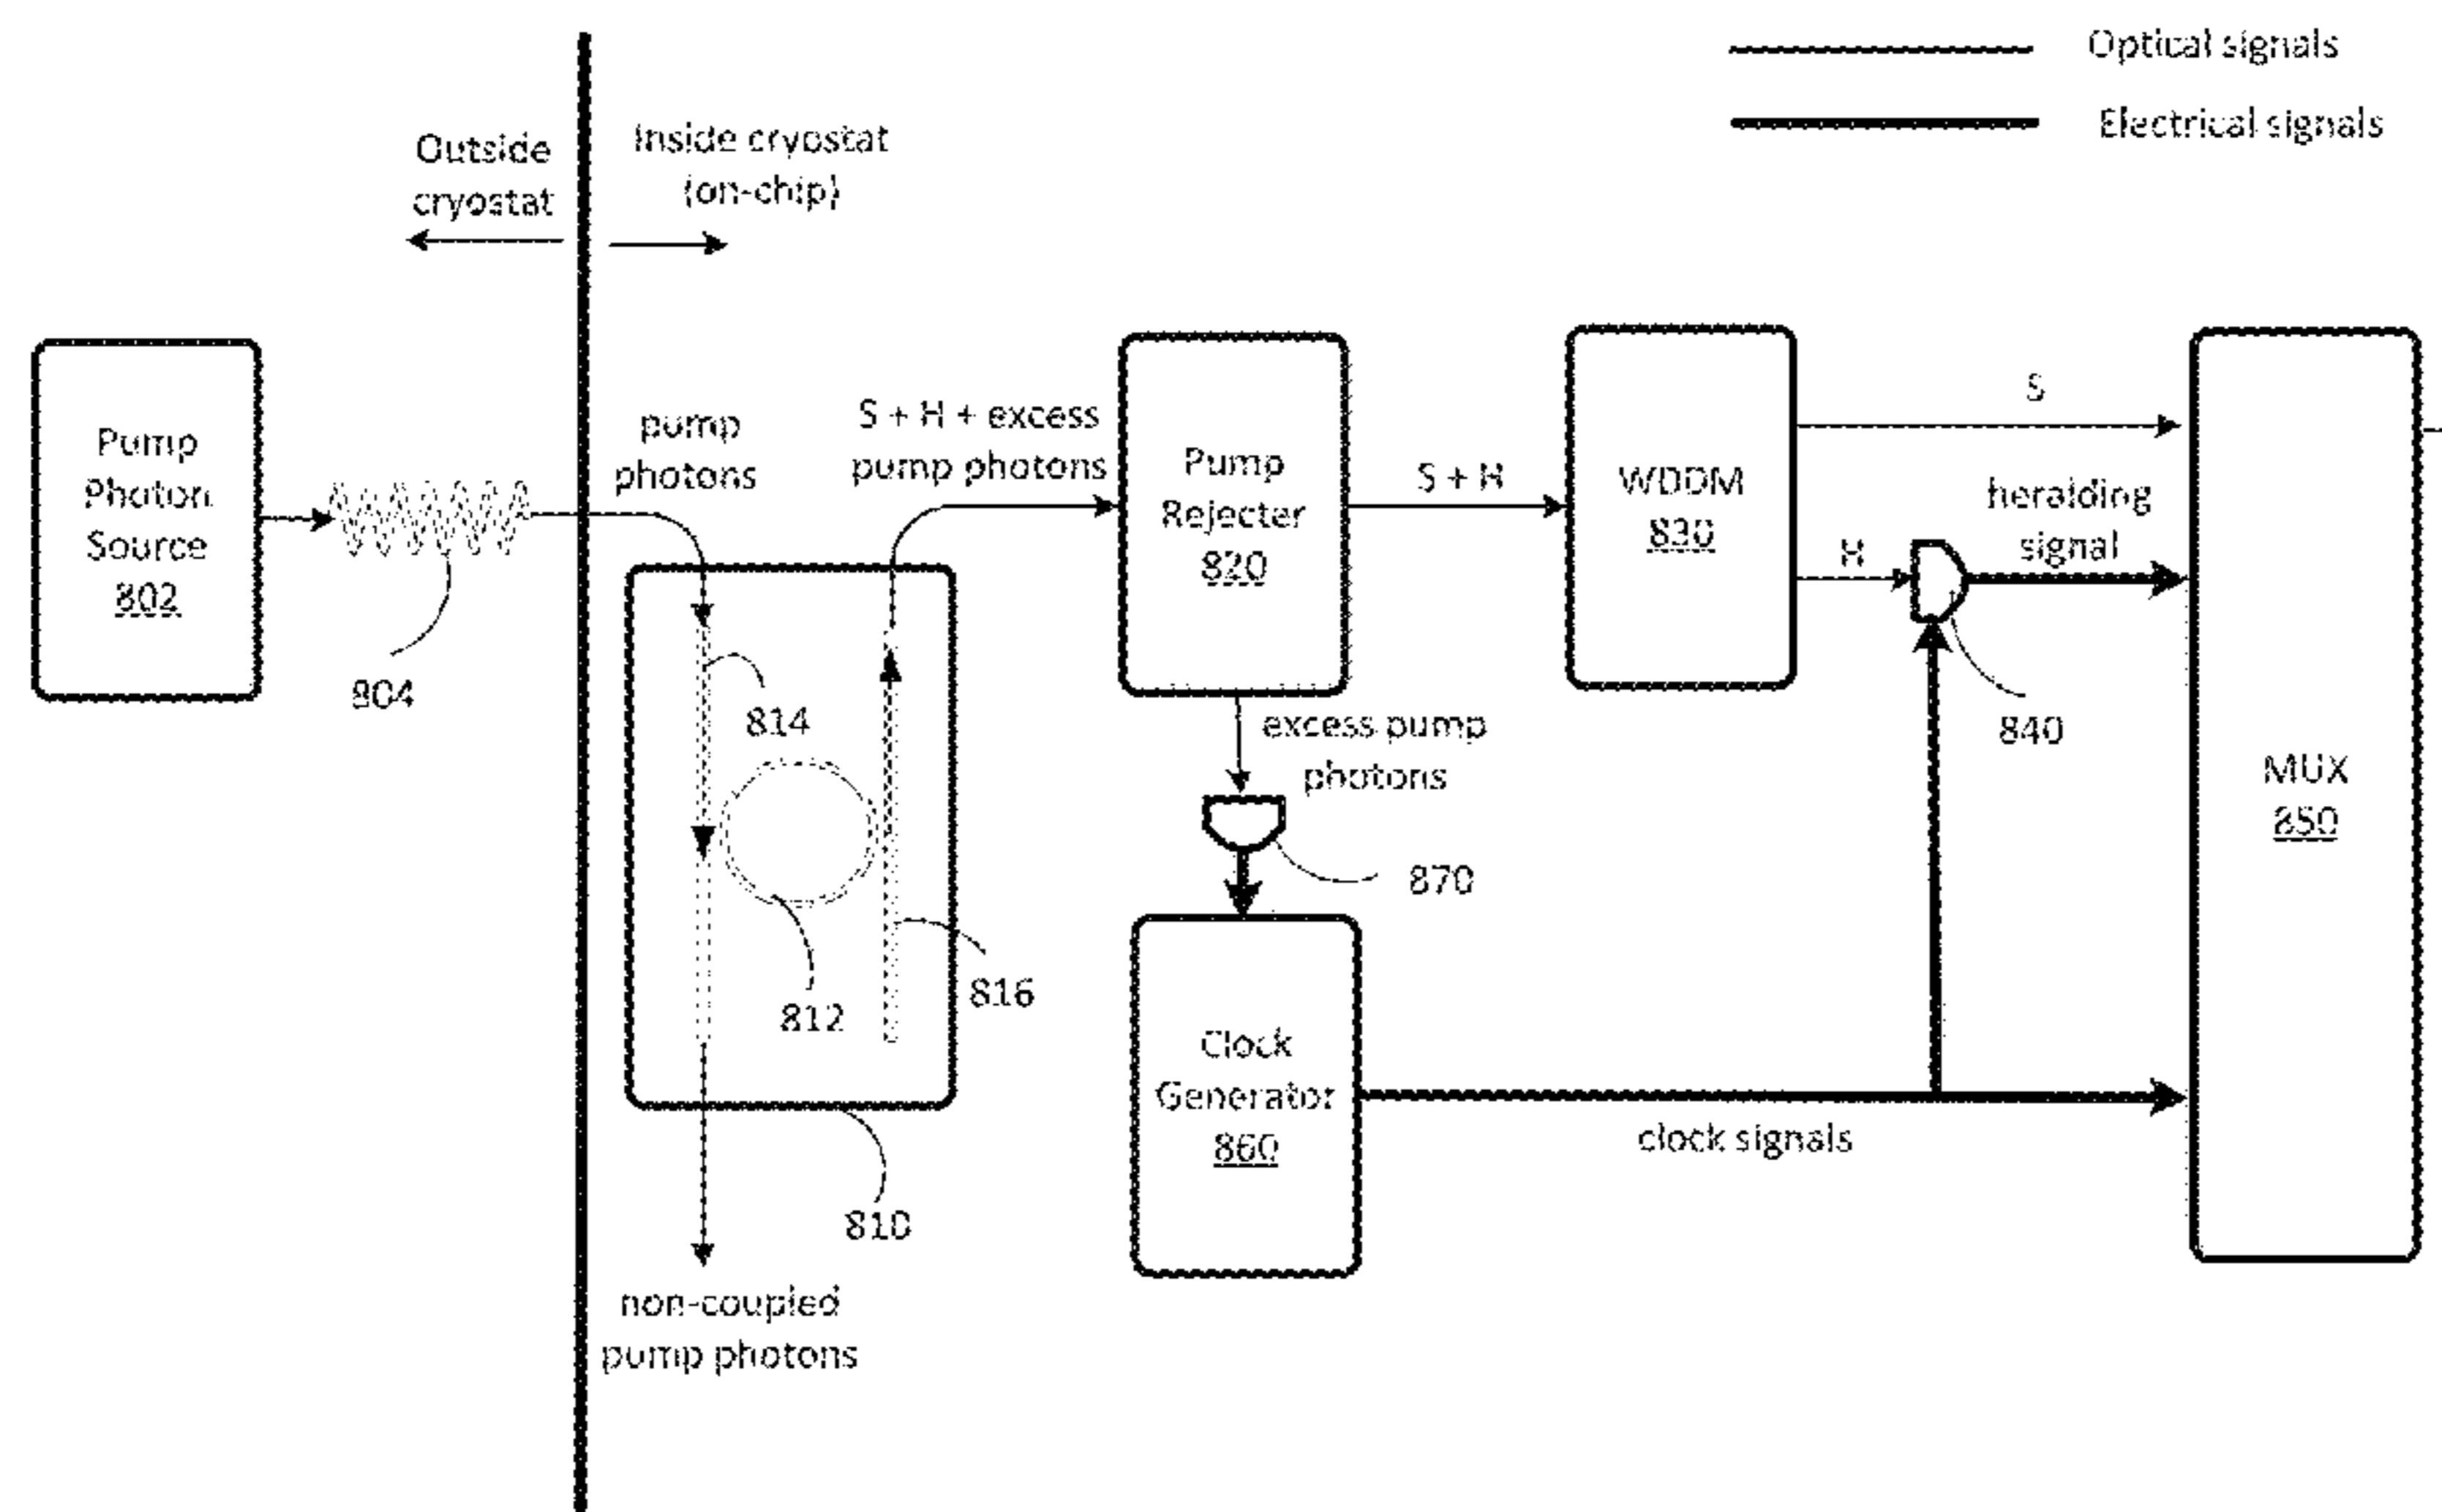 Optical signals
Electrical signals
Outside
cryostat
Inside cryostat
(on-chip)
Pump
Photon
Source
802
804
pump
photons
S + H + excess
pump photons
814
812
816
810
non-coupled
pump photons
Pump
Rejecter
820
S + H
WDDM
830
S
H
heralding
signal
840
excess pump
photons
870
Clock
Generator
860
clock signals
MUX
850